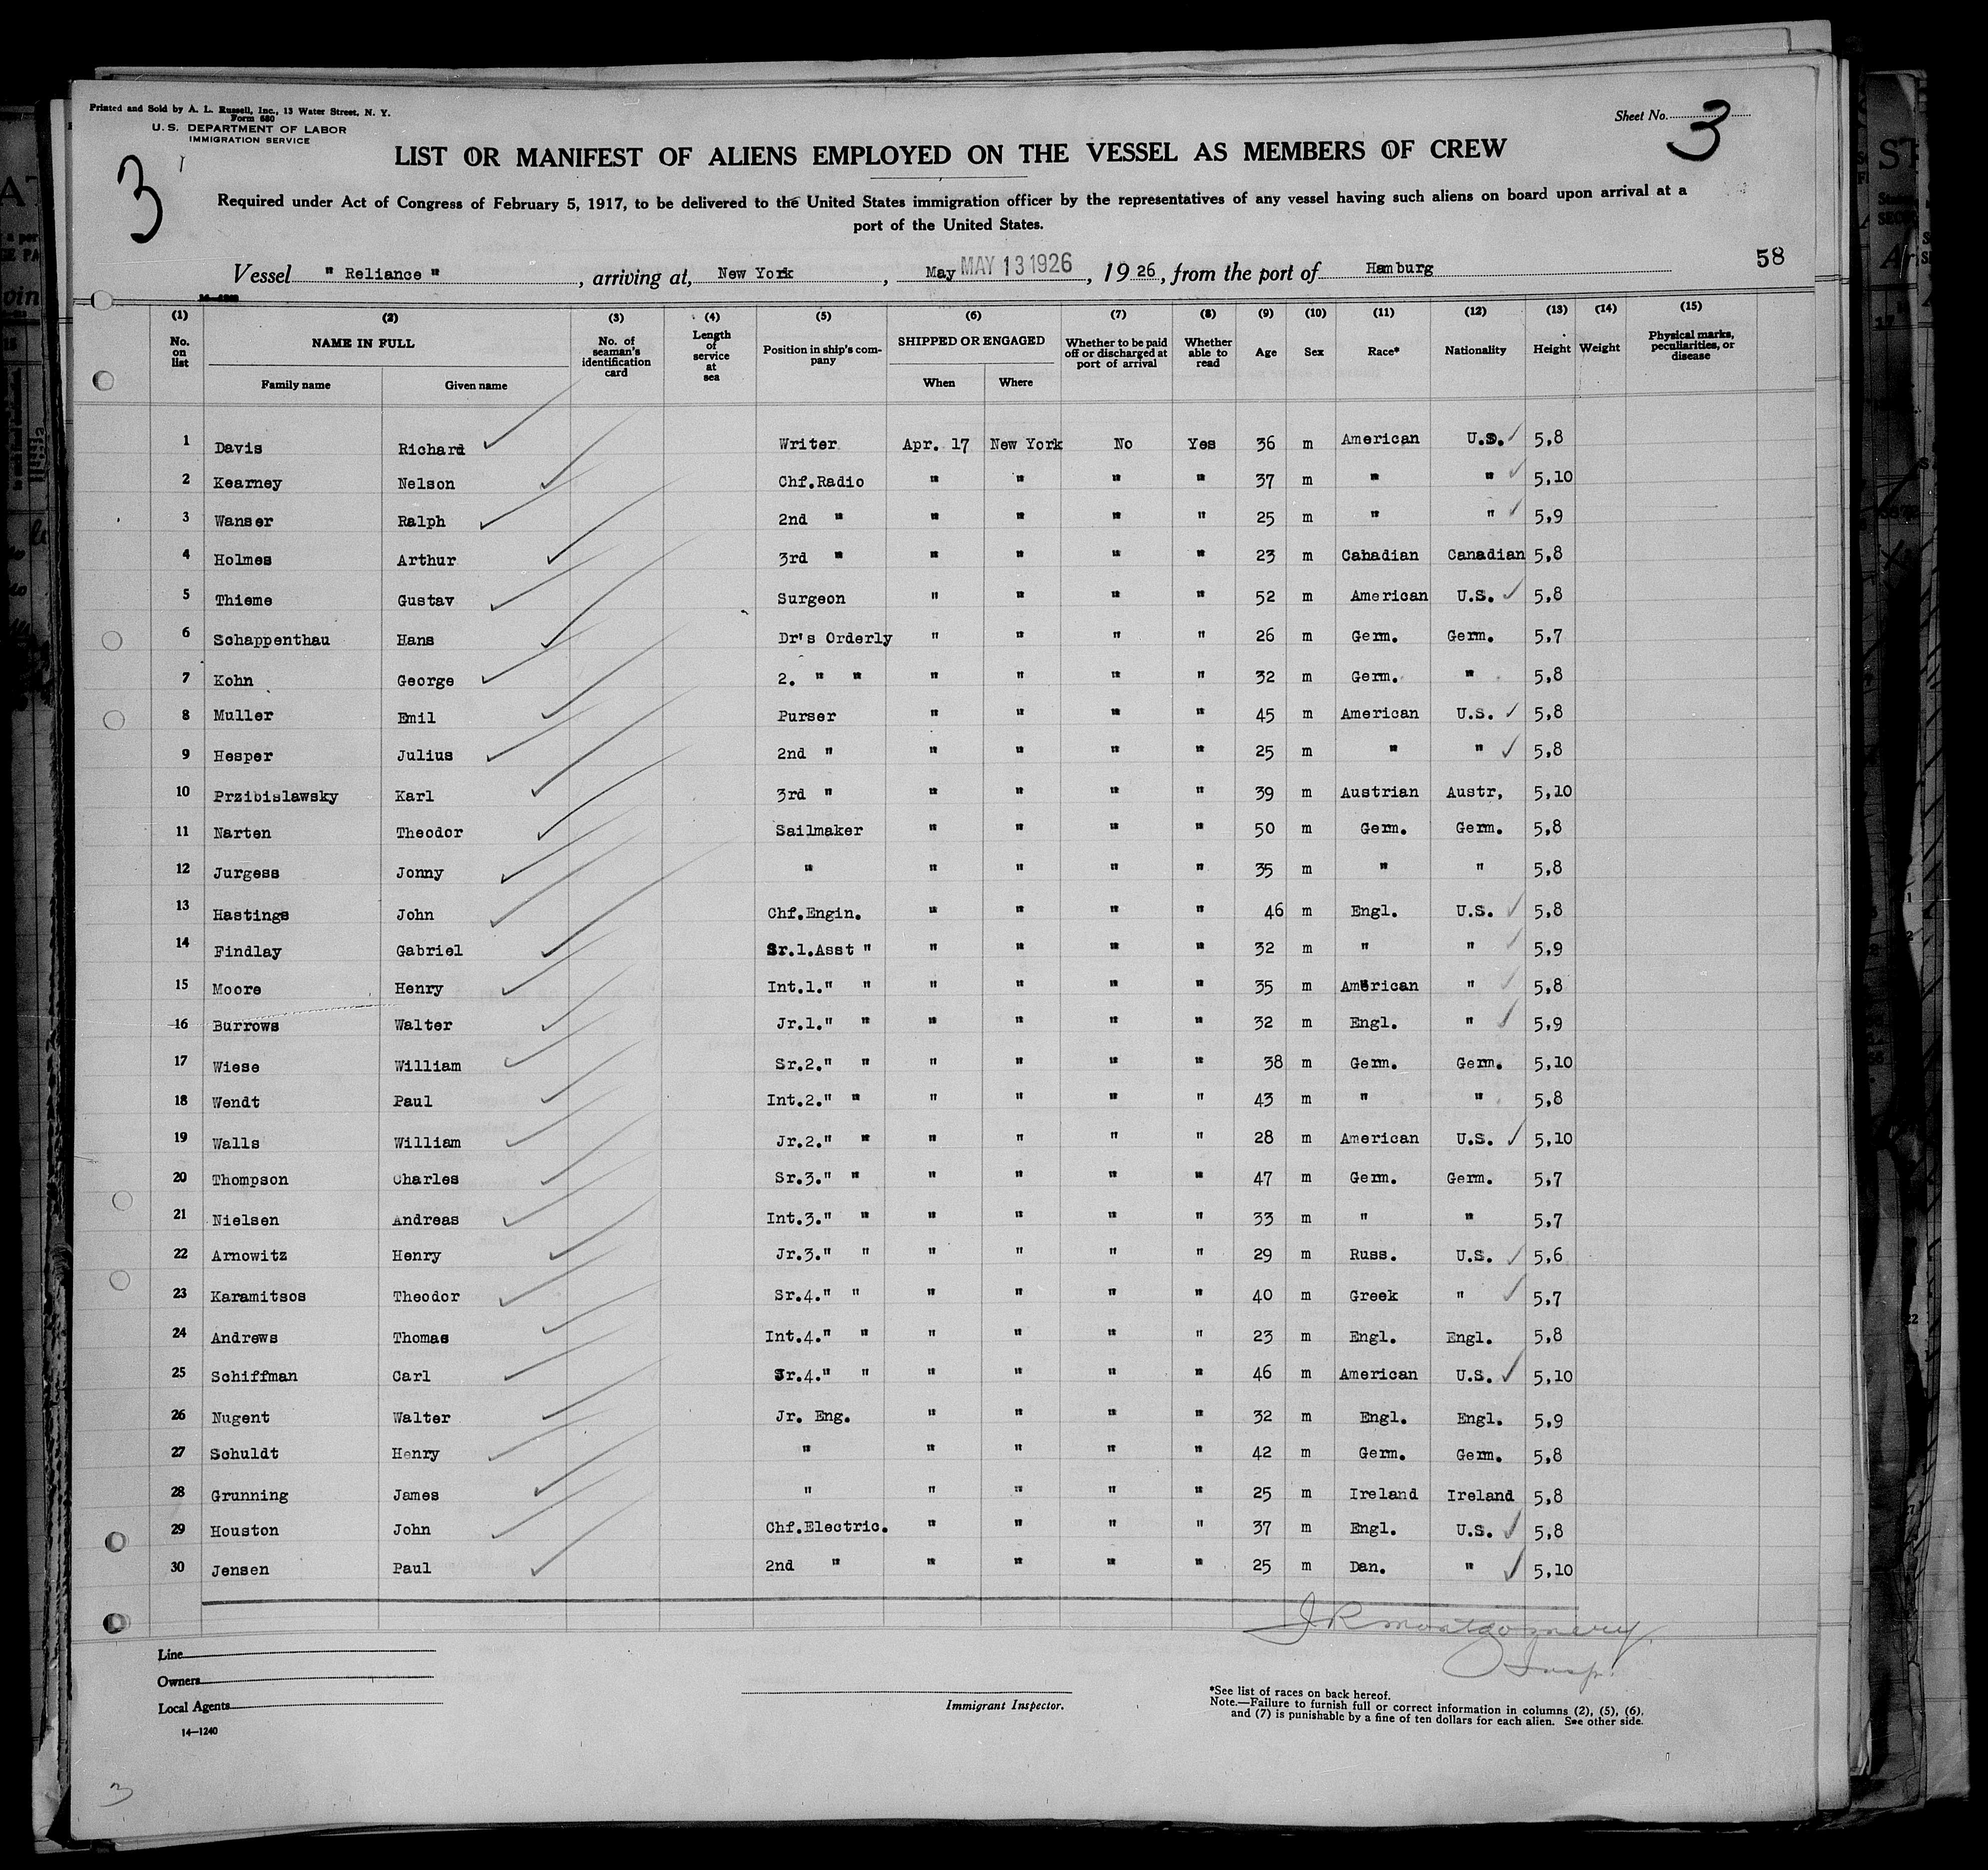 Printed and Sold by A. L. Russell, Inc., 13 Water Street, N. Y.
Form 680
U. S. DEPARTMENT OF LABOR
IMMIGRATION SERVICE
Sheet No. 3
3
LIST OR MANIFEST OF ALIENS EMPLOYED ON THE VESSEL AS MEMBERS OF CREW
Required under Act of Congress of February 5, 1917, to be delivered to the United States immigration officer by the representatives of any vessel having such aliens on board upon arrival at a
port of the United States.
58
Vessel " Reliance " , arriving at, New York , May MAY 13 1926 , 19 26 , from the port of Hamburg
(1) (2) (3) (4) (5) (6) (7) (8) (9) (10) (11) (12) (13) (14) (15)
No. on list NAME IN FULL Family name Given name No. of seaman's identification card Length of service at sea Position in ship's company SHIPPED OR ENGAGED When Where Whether to be paid off or discharged at port of arrival Whether able to read Age Sex Race* Nationality Height Weight Physical marks, peculiarities, or disease
1 Davis Richard Writer Apr. 17 New York No Yes 36 m American U.S. 5,8
2 Kearney Nelson Chf.Radio " " " " 37 m " " 5,10
3 Wanser Ralph 2nd " " " " " 25 m " " 5,9
4 Holmes Arthur 3rd " " " " " 23 m Cahadian Canadian 5,8
5 Thieme Gustav Surgeon " " " " 52 m American U.S. 5,8
6 Schappenthau Hans Dr's Orderly " " " " 26 m Germ. Germ. 5,7
7 Kohn George 2. " " " " " " 32 m Germ. " 5,8
8 Muller Emil Purser " " " " 45 m American U.S. 5,8
9 Hesper Julius 2nd " " " " " 25 m " " 5,8
10 Przibislawsky Karl 3rd " " " " " 39 m Austrian Austr, 5,10
11 Narten Theodor Sailmaker " " " " 50 m Germ. Germ. 5,8
12 Jurgess Jonny " " " " " 35 m " " 5,8
13 Hastings John Chf.Engin. " " " " 46 m Engl. U.S. 5,8
14 Findlay Gabriel Sr.1.Asst " " " " " 32 m " " 5,9
15 Moore Henry Int.1." " " " " " 35 m American " 5,8
16 Burrows Walter Jr.1." " " " " " 32 m Engl. " 5,9
17 Wiese William Sr.2." " " " " " 38 m Germ. Germ. 5,10
18 Wendt Paul Int.2." " " " " " 43 m " " 5,8
19 Walls William Jr.2." " " " " " 28 m American U.S. 5,10
20 Thompson Charles Sr.3." " " " " " 47 m Germ. Germ. 5,7
21 Nielsen Andreas Int.3." " " " " " 33 m " " 5,7
22 Arnowitz Henry Jr.3." " " " " " 29 m Russ. U.S. 5,6
23 Karamitsos Theodor Sr.4." " " " " " 40 m Greek " 5,7
24 Andrews Thomas Int.4." " " " " " 23 m Engl. Engl. 5,8
25 Schiffman Carl Jr.4." " " " " " 46 m American U.S. 5,10
26 Nugent Walter Jr. Eng. " " " " 32 m Engl. Engl. 5,9
27 Schuldt Henry " " " " " 42 m Germ. Germ. 5,8
28 Grunning James " " " " " 25 m Ireland Ireland 5,8
29 Houston John Chf.Electric. " " " " 37 m Engl. U.S. 5,8
30 Jensen Paul 2nd " " " " " 25 m Dan. " 5,10
J R Montgomery
Insp.
Line
Owners
Local Agents
14—1240
Immigrant Inspector.
*See list of races on back hereof.
Note.—Failure to furnish full or correct information in columns (2), (5), (6),
and (7) is punishable by a fine of ten dollars for each alien. See other side.
3